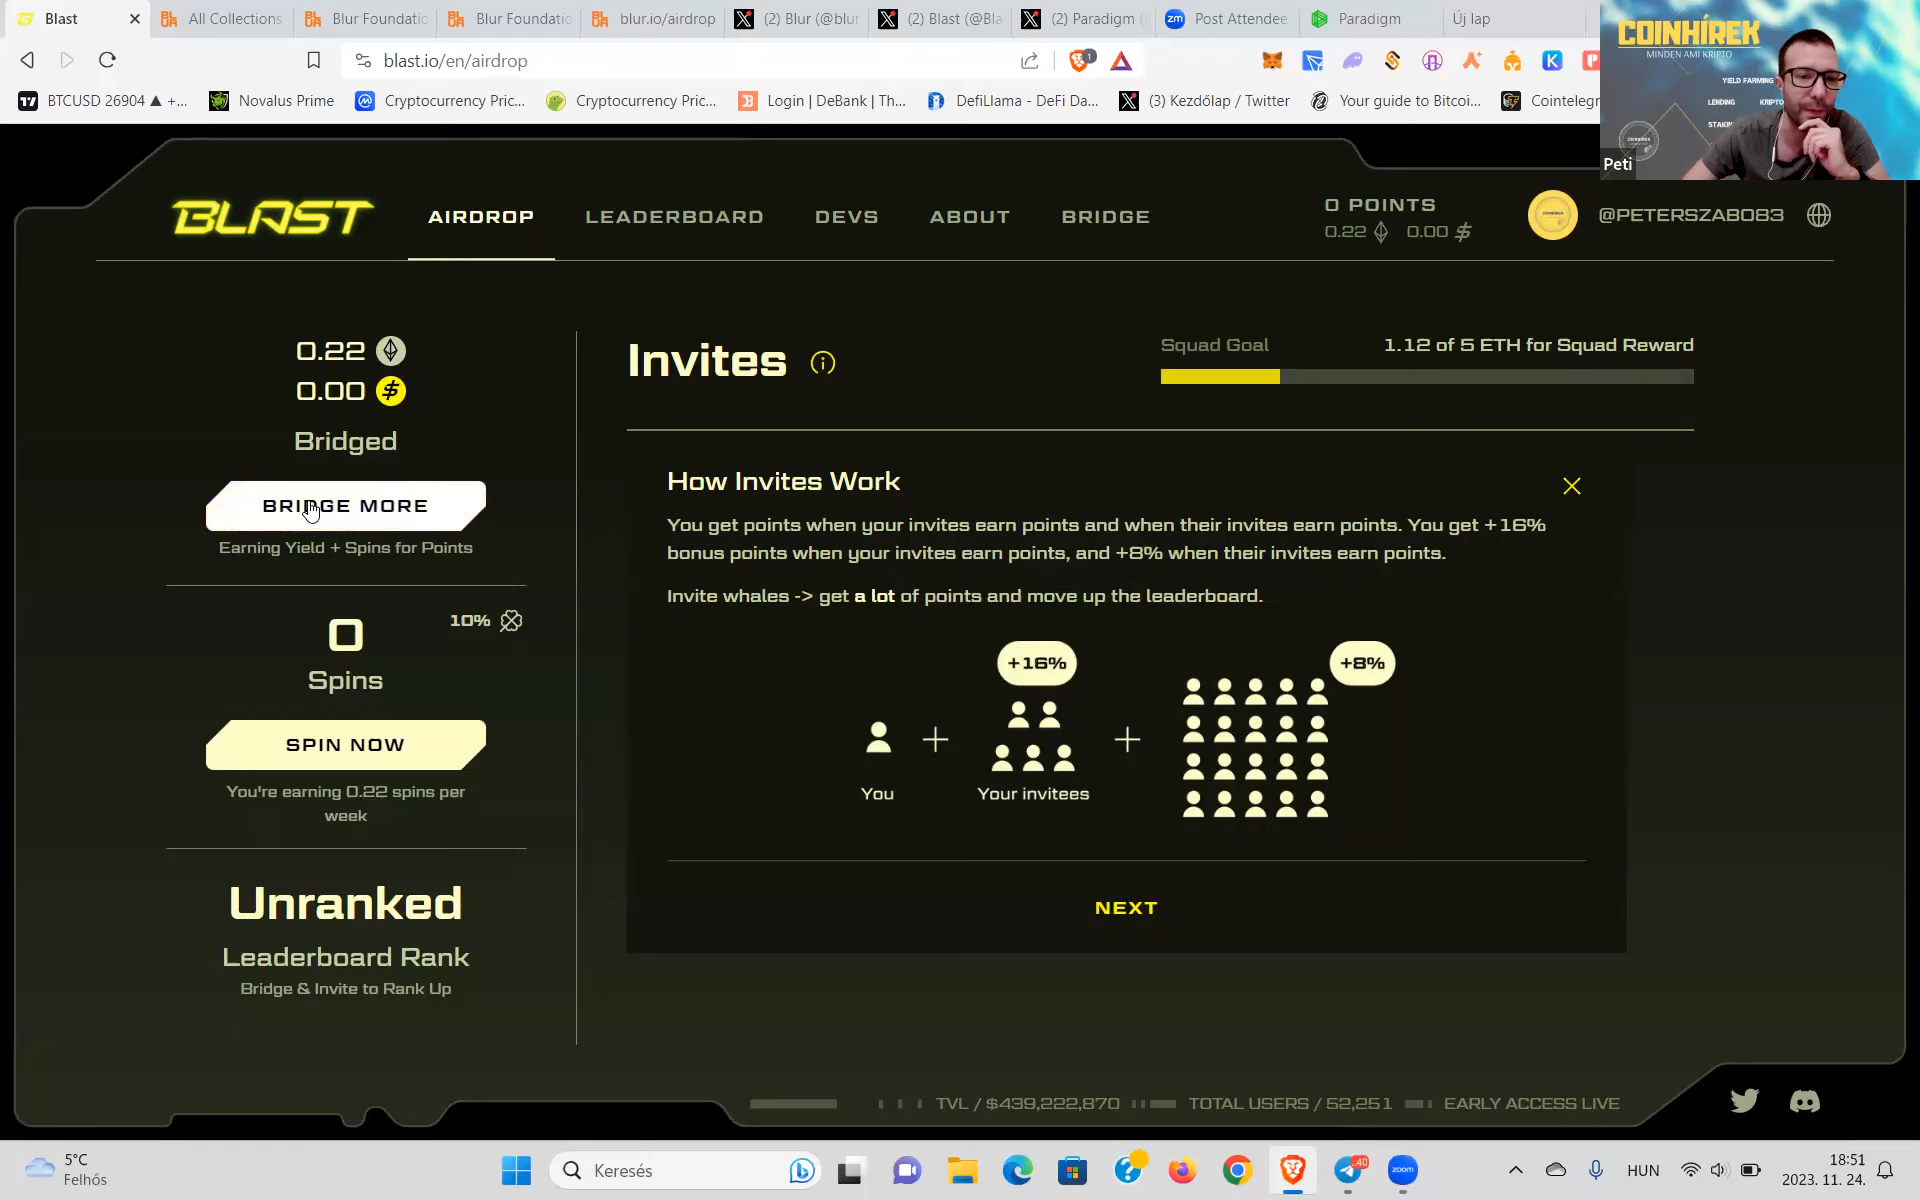 Blast
All Collections
Blur Foundatio
Blur Foundatio
blur.io/airdrop
(2) Blur (@blur
(2) Blast (@Bla
(2) Paradigm (
zm Post Attendee
Paradigm
Új lap
blast.io/en/airdrop
1
BTCUSD 26904 ▲ +...
Novalus Prime
Cryptocurrency Pric...
Cryptocurrency Pric...
Login | DeBank | Th...
DefiLlama - DeFi Da...
(3) Kezdőlap / Twitter
Your guide to Bitcoi...
Cointelegr
COINHÍREK
MINDEN AMI KRIPTO
YIELD FARMING
LENDING
Peti
BLAST
AIRDROP
LEADERBOARD
DEVS
ABOUT
BRIDGE
0 POINTS
0.22
0.00 $
@PETERSZABO83
0.22
0.00 $
Bridged
BRIDGE MORE
Earning Yield + Spins for Points
10%
0
Spins
SPIN NOW
You're earning 0.22 spins per
week
Unranked
Leaderboard Rank
Bridge & Invite to Rank Up
Invites
Squad Goal
1.12 of 5 ETH for Squad Reward
How Invites Work
You get points when your invites earn points and when their invites earn points. You get +16%
bonus points when your invites earn points, and +8% when their invites earn points.
Invite whales -> get a lot of points and move up the leaderboard.
+16%
+8%
You
+
Your invitees
+
NEXT
TVL / $439,222,870
TOTAL USERS / 52,251
EARLY ACCESS LIVE
5°C
Felhős
Keresés
40
zoom
HUN
18:51
2023. 11. 24.